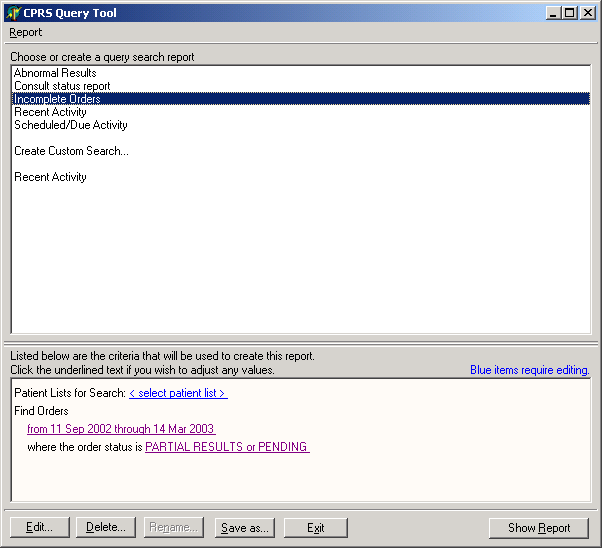 CPRS Query Tool
Report
Choose or create a query search report
Abnormal Results
Consult status report
Incomplete Orders
Recent Activity
Scheduled/Due Activity
Create Custom Search...
Recent Activity
Listed below are the criteria that will be used to create this report.
Click the underlined text if you wish to adjust any values. Blue items require editing.
Patient Lists for Search: < select patient list >
Find Orders
from 11 Sep 2002 through 14 Mar 2003
where the order status is PARTIAL RESULTS or PENDING
Edit... Delete... Rename... Save as... Exit Show Report